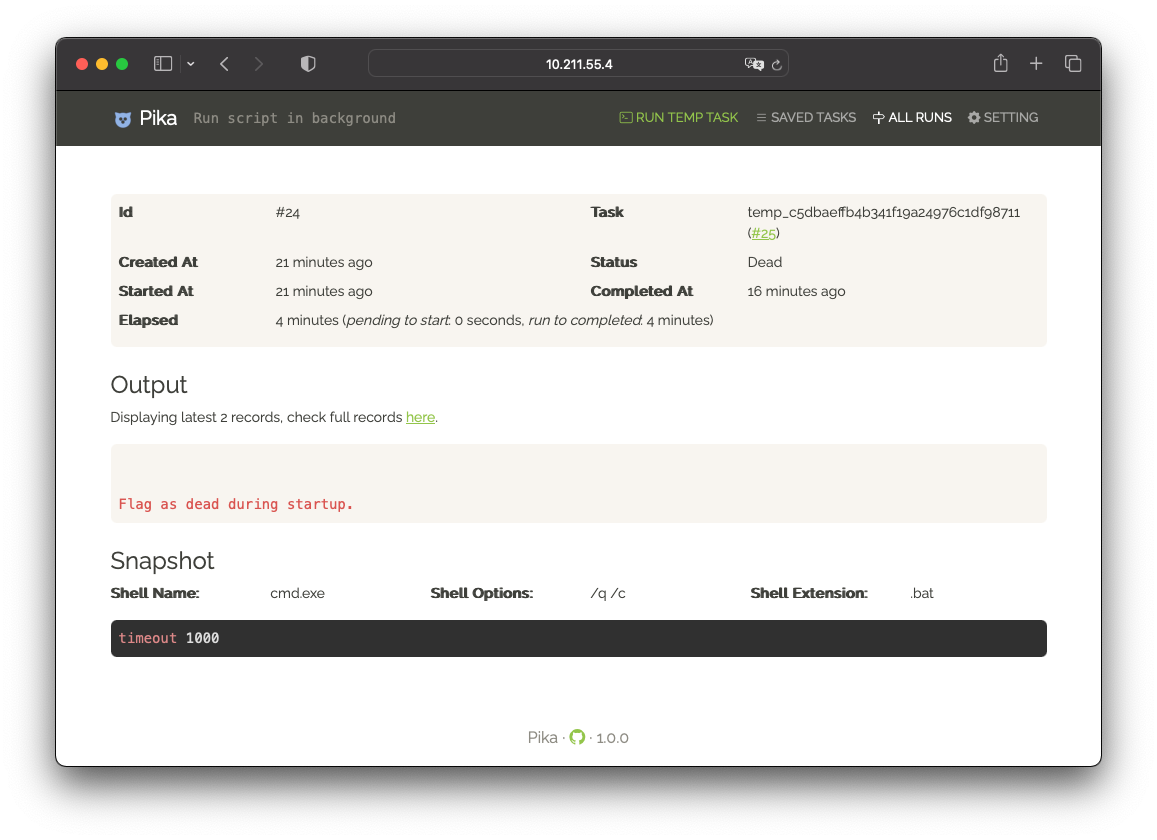 10.211.55.4
Pika Run script in background RUN TEMP TASK SAVED TASKS ALL RUNS SETTING
Id #24 Task temp_c5dbaeffb4b341f19a24976c1df98711
(#25)
Created At 21 minutes ago Status Dead
Started At 21 minutes ago Completed At 16 minutes ago
Elapsed 4 minutes (pending to start: 0 seconds, run to completed: 4 minutes)
Output
Displaying latest 2 records, check full records here.
Flag as dead during startup.
Snapshot
Shell Name: cmd.exe Shell Options: /q /c Shell Extension: .bat
timeout 1000
Pika · · 1.0.0